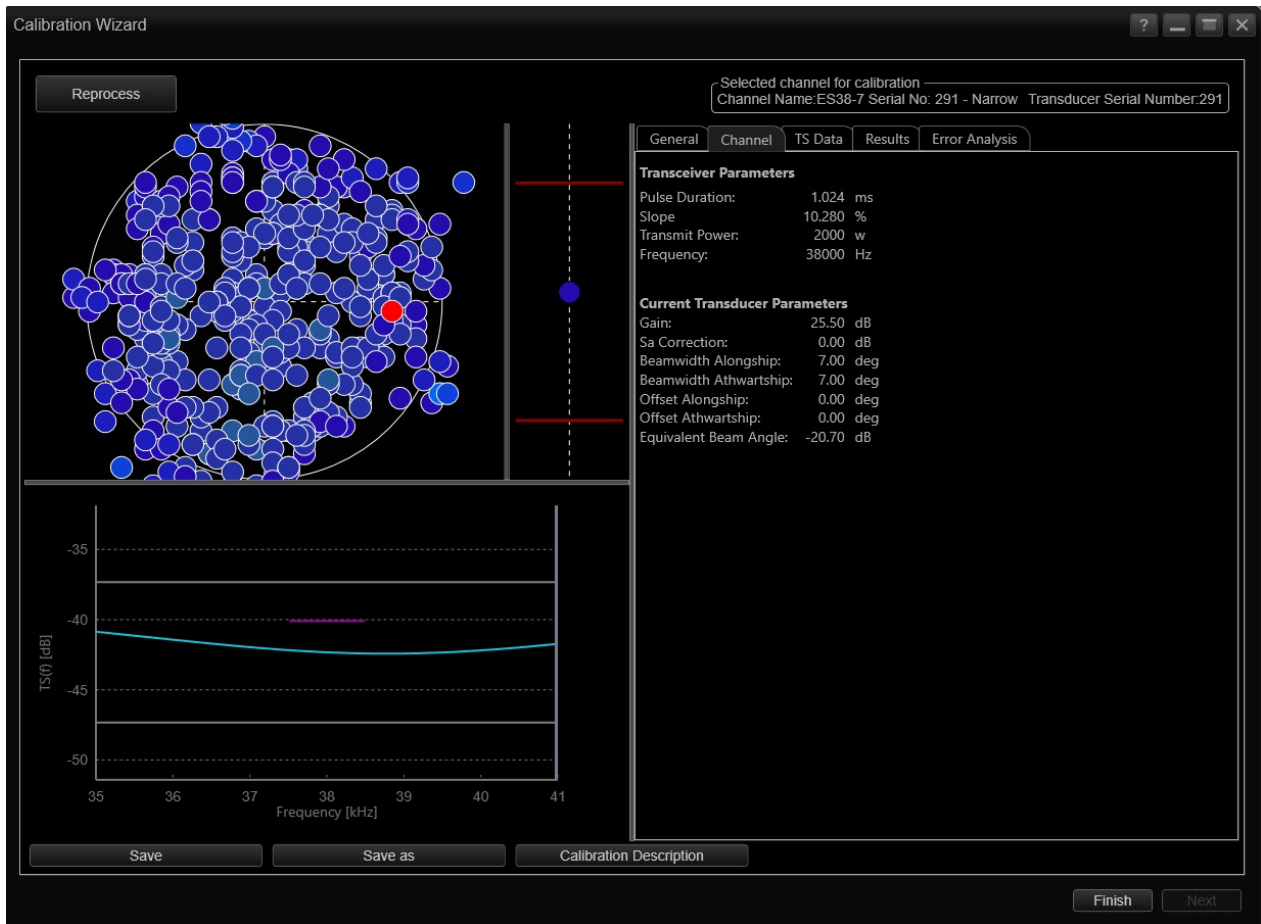 Calibration Wizard
?
Reprocess
Selected channel for calibration
Channel Name:ES38-7 Serial No: 291 - Narrow Transducer Serial Number:291
General Channel TS Data Results Error Analysis
Transceiver Parameters
Pulse Duration: 1.024 ms
Slope 10.280 %
Transmit Power: 2000 w
Frequency: 38000 Hz
Current Transducer Parameters
Gain: 25.50 dB
Sa Correction: 0.00 dB
Beamwidth Alongship: 7.00 deg
Beamwidth Athwartship: 7.00 deg
Offset Alongship: 0.00 deg
Offset Athwartship: 0.00 deg
Equivalent Beam Angle: -20.70 dB
TS(f) [dB]
-35
-40
-45
-50
35 36 37 38 39 40 41
Frequency [kHz]
Save Save as Calibration Description
Finish Next